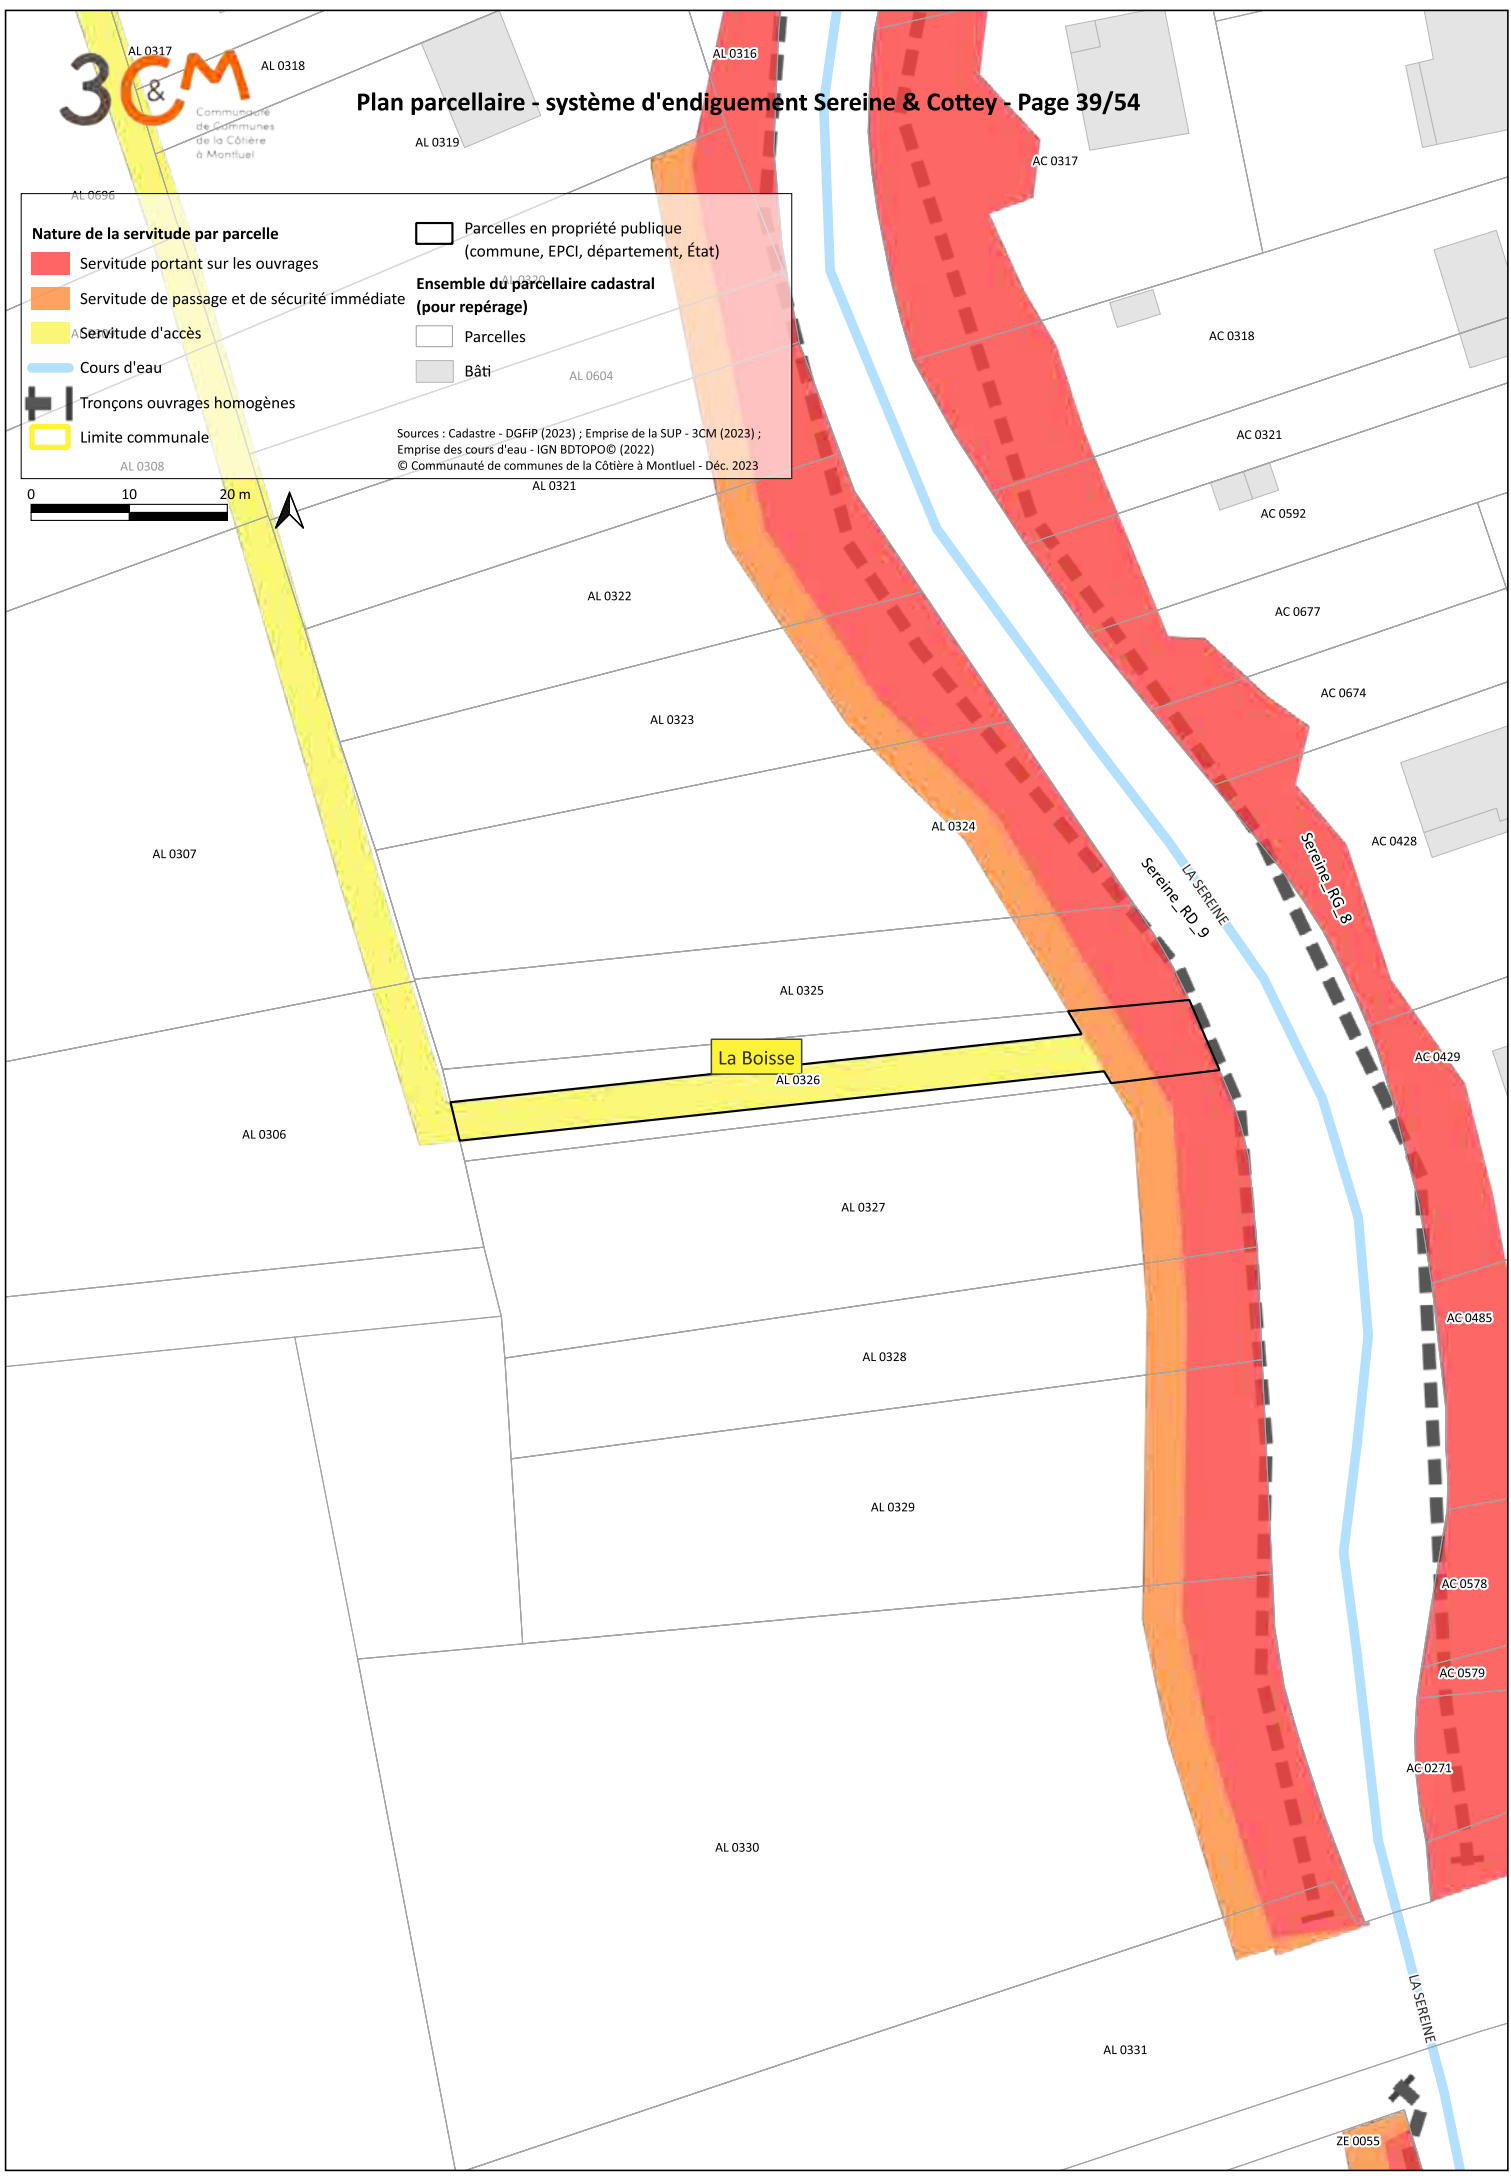 AL 0317
AL 0318
AL 0316
3C&M
Communauté
de Communes
de la Côtière
à Montluel
Plan parcellaire - système d'endiguement Sereine & Cottey - Page 39/54
AL 0319
AC 0317
AL 0696
Nature de la servitude par parcelle
Servitude portant sur les ouvrages
Servitude de passage et de sécurité immédiate
Servitude d'accès
Cours d'eau
Tronçons ouvrages homogènes
Limite communale
Parcelles en propriété publique
(commune, EPCI, département, État)
Ensemble du parcellaire cadastral
(pour repérage)
Parcelles
Bâti
Sources : Cadastre - DGFiP (2023) ; Emprise de la SUP - 3CM (2023) ;
Emprise des cours d'eau - IGN BDTOPO© (2022)
© Communauté de communes de la Côtière à Montluel - Déc. 2023
AL 0320
AL 0604
AL 0308
0 10 20 m
AC 0318
AC 0321
AL 0321
AC 0592
AL 0322
AC 0677
AC 0674
AL 0323
AL 0324
AC 0428
AL 0307
Sereine_RD_9
LA SEREINE
Sereine_RG_8
AL 0325
La Boisse
AL 0326
AC 0429
AL 0306
AL 0327
AC 0485
AL 0328
AL 0329
AC 0578
AC 0579
AC 0271
AL 0330
LA SEREINE
AL 0331
ZE 0055